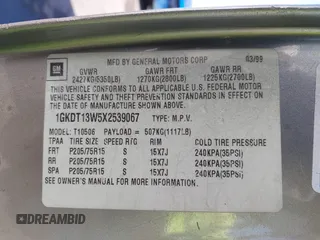 GM
MFD BY GENERAL MOTORS CORP 03/99
GVWR GAWR FRT GAWR RR
2427KG(5350LB) 1270KG(2800LB) 1225KG(2700LB)
THIS VEHICLE CONFORMS TO ALL APPLICABLE U.S. FEDERAL
MOTOR VEHICLE SAFETY STANDARDS IN EFFECT ON THE DATE OF
MANUFACTURE SHOWN ABOVE.
1GKDT13W5X2539067 TYPE: M.P.V.
MODEL: T10506 PAYLOAD = 507KG(1117LB)
TPAA TIRE SIZE SPEED RTG RIM COLD TIRE PRESSURE
FRT P205/75R15 S 15X7J 240KPA(35PSI)
RR P205/75R15 S 15X7J 240KPA(35PSI)
SPA P205/75R15 S 15X7J 240KPA(35PSI)
SEE OWNER'S MANUAL FOR MORE INFORMATION.
DREAMBID